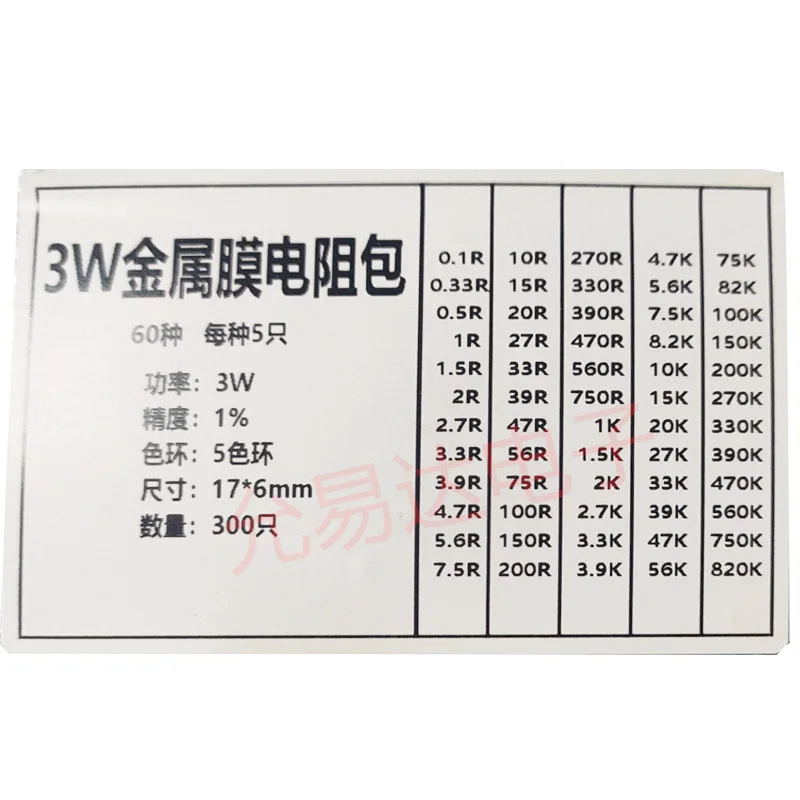 3W金属膜电阻包
60种 每种5只
功率：3W
精度：1%
色环：5色环
尺寸：17*6mm
数量：300只
0.1R 10R 270R 4.7K 75K
0.33R 15R 330R 5.6K 82K
0.5R 20R 390R 7.5K 100K
1R 27R 470R 8.2K 150K
1.5R 33R 560R 10K 200K
2R 39R 750R 15K 270K
2.7R 47R 1K 20K 330K
3.3R 56R 1.5K 27K 390K
3.9R 75R 2K 33K 470K
4.7R 100R 2.7K 39K 560K
5.6R 150R 3.3K 47K 750K
7.5R 200R 3.9K 56K 820K
允易达电子